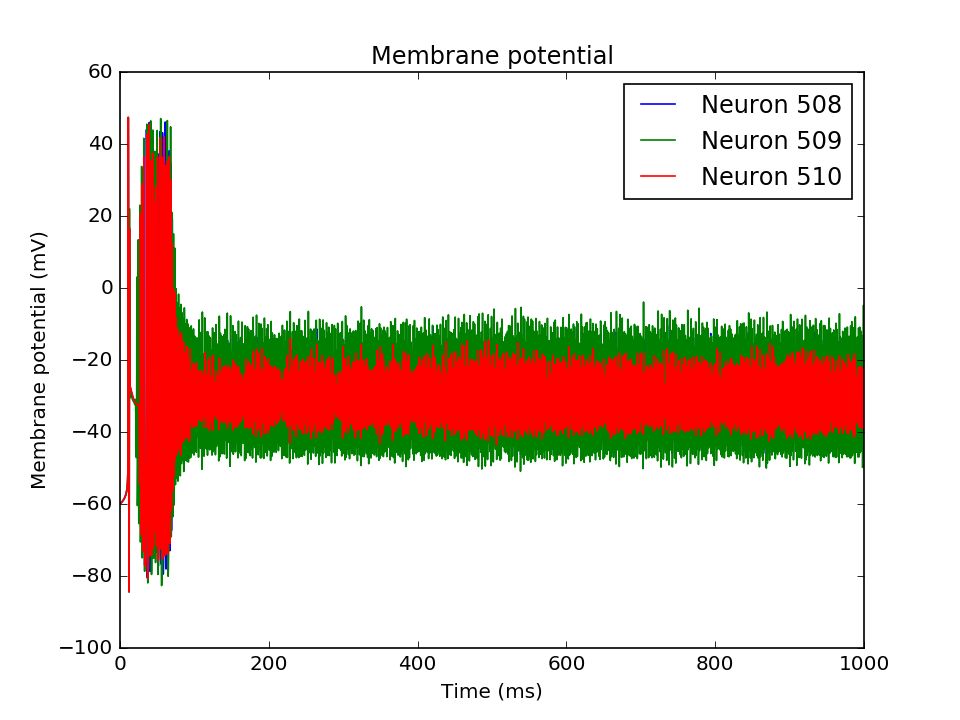 Membrane potential
60
40
20
0
−20
−40
−60
−80
−100
Membrane potential (mV)
Neuron 508
Neuron 509
Neuron 510
0 200 400 600 800 1000
Time (ms)